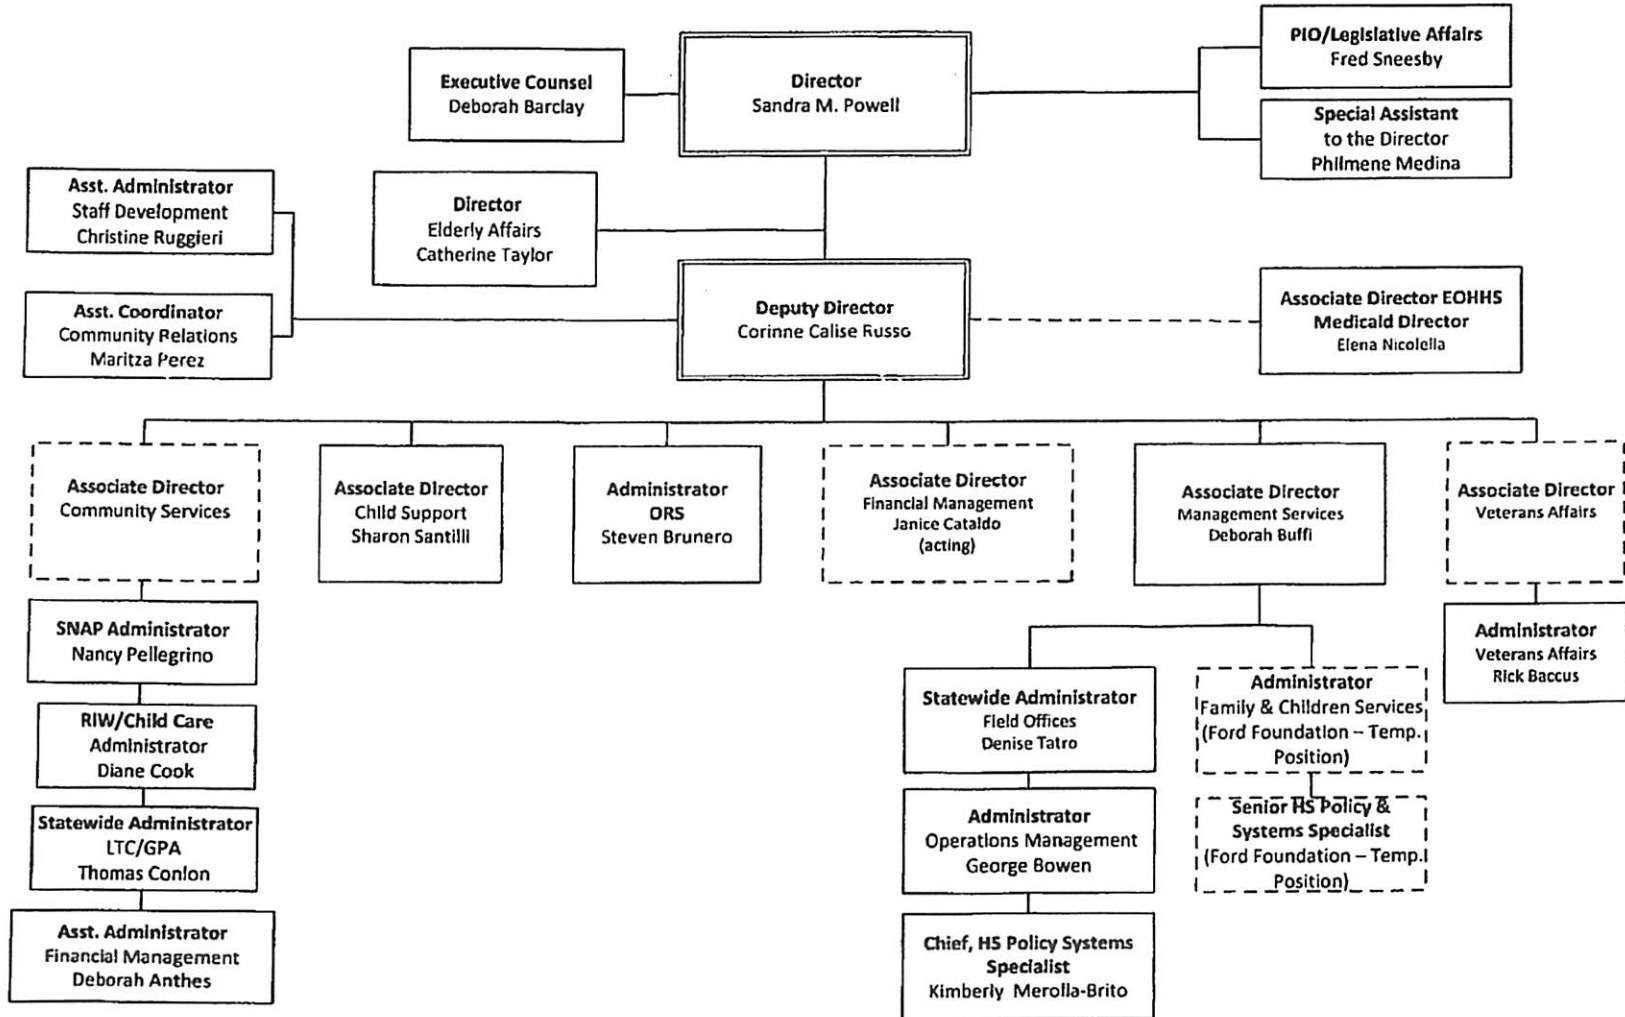 PIO/Legislative Affairs
Fred Sneesby
Executive Counsel
Deborah Barclay
Director
Sandra M. Powell
Special Assistant
to the Director
Philmene Medina
Asst. Administrator
Staff Development
Christine Ruggieri
Director
Elderly Affairs
Catherine Taylor
Asst. Coordinator
Community Relations
Maritza Perez
Deputy Director
Corinne Calise Russo
Associate Director EOHHS
Medicaid Director
Elena Nicolella
Associate Director
Community Services
Associate Director
Child Support
Sharon Santilli
Administrator
ORS
Steven Brunero
Associate Director
Financial Management
Janice Cataldo
(acting)
Associate Director
Management Services
Deborah Buffi
Associate Director
Veterans Affairs
SNAP Administrator
Nancy Pellegrino
RIW/Child Care
Administrator
Diane Cook
Statewide Administrator
LTC/GPA
Thomas Conlon
Asst. Administrator
Financial Management
Deborah Anthes
Statewide Administrator
Field Offices
Denise Tatro
Administrator
Operations Management
George Bowen
Chief, HS Policy Systems
Specialist
Kimberly Merolla-Brito
Administrator
Family & Children Services
(Ford Foundation – Temp.
Position)
Senior HS Policy &
Systems Specialist
(Ford Foundation – Temp.
Position)
Administrator
Veterans Affairs
Rick Baccus